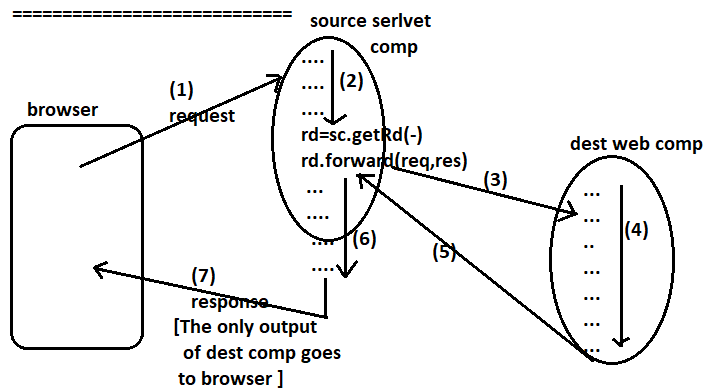 ============================
source serlvet
comp
....
(2)
....
....
(1)
request
browser
rd=sc.getRd(-)
rd.forward(req,res)
dest web comp
(3)
...
...
...
....
..
(4)
(6)
....
(5)
...
....
(7)
...
response
...
[The only output
of dest comp goes
...
to browser ]